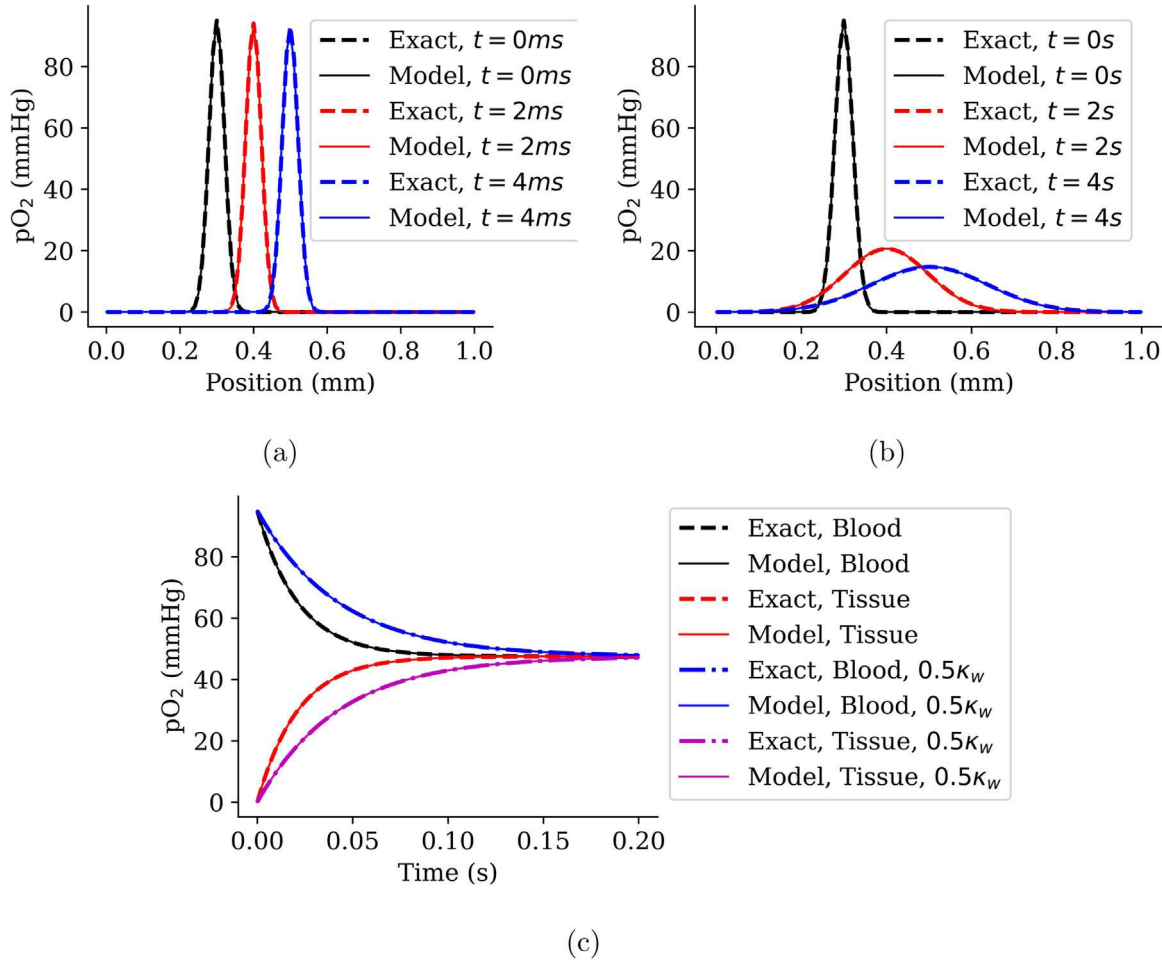 80
60
40
20
0
pO₂ (mmHg)
0.0 0.2 0.4 0.6 0.8 1.0
Position (mm)
Exact, t = 0ms
Model, t = 0ms
Exact, t = 2ms
Model, t = 2ms
Exact, t = 4ms
Model, t = 4ms
(a)
80
60
40
20
0
pO₂ (mmHg)
0.0 0.2 0.4 0.6 0.8 1.0
Position (mm)
Exact, t = 0s
Model, t = 0s
Exact, t = 2s
Model, t = 2s
Exact, t = 4s
Model, t = 4s
(b)
80
60
40
20
0
pO₂ (mmHg)
0.00 0.05 0.10 0.15 0.20
Time (s)
Exact, Blood
Model, Blood
Exact, Tissue
Model, Tissue
Exact, Blood, 0.5κw
Model, Blood, 0.5κw
Exact, Tissue, 0.5κw
Model, Tissue, 0.5κw
(c)